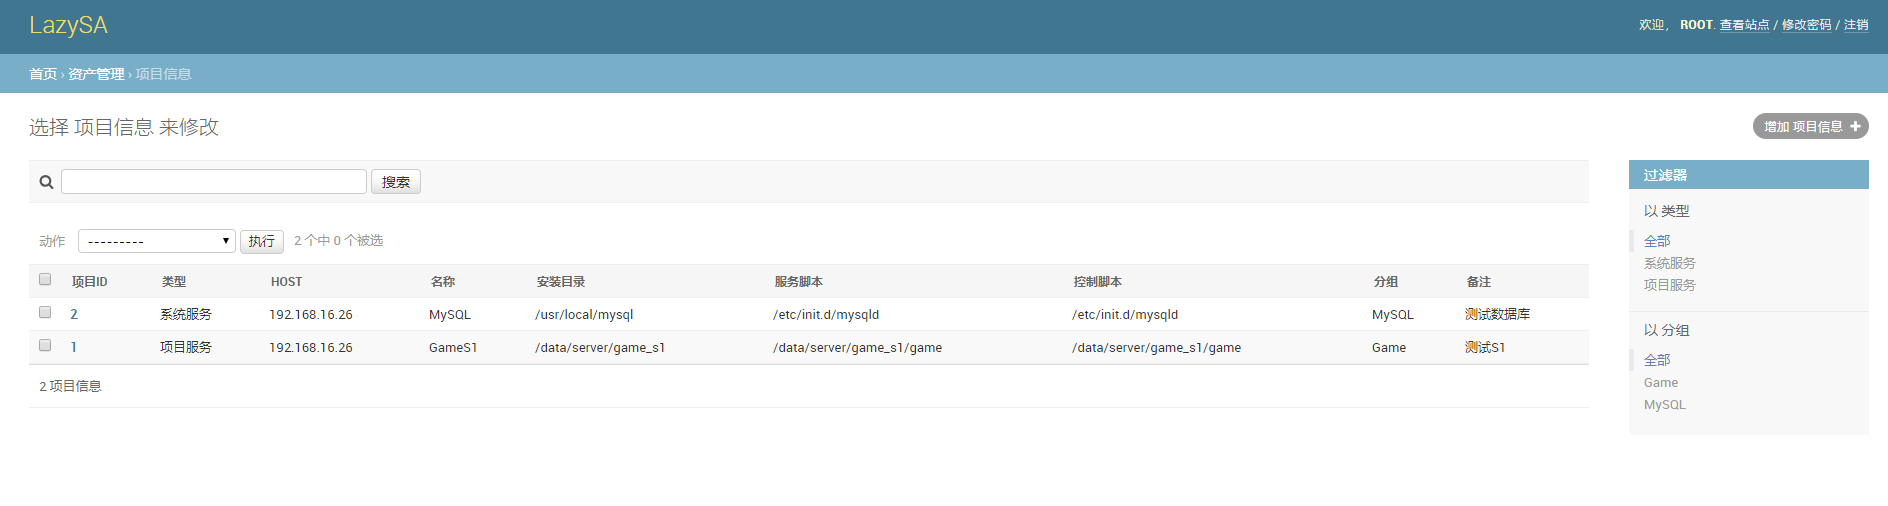 LazySA
欢迎， ROOT. 查看站点 / 修改密码 / 注销
首页 › 资产管理 › 项目信息
选择 项目信息 来修改
增加 项目信息 +
搜索
动作 --------- 执行 2 个中 0 个被选
项目ID 类型 HOST 名称 安装目录 服务脚本 控制脚本 分组 备注
2 系统服务 192.168.16.26 MySQL /usr/local/mysql /etc/init.d/mysqld /etc/init.d/mysqld MySQL 测试数据库
1 项目服务 192.168.16.26 GameS1 /data/server/game_s1 /data/server/game_s1/game /data/server/game_s1/game Game 测试S1
2 项目信息
过滤器
以 类型
全部
系统服务
项目服务
以 分组
全部
Game
MySQL